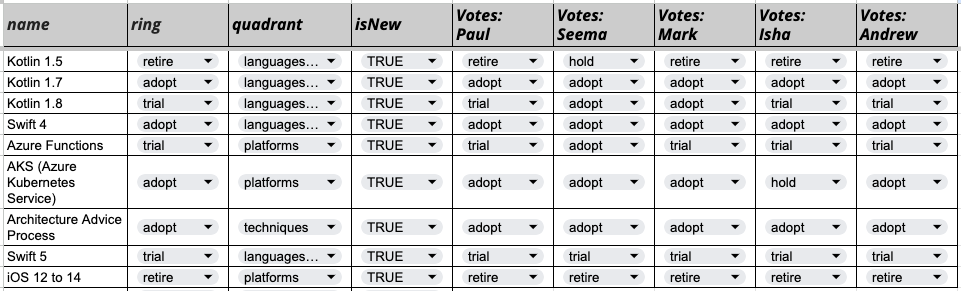 name ring quadrant isNew Votes: Paul Votes: Seema Votes: Mark Votes: Isha Votes: Andrew
Kotlin 1.5 retire languages... TRUE retire hold retire retire retire
Kotlin 1.7 adopt languages... TRUE adopt adopt adopt adopt adopt
Kotlin 1.8 trial languages... TRUE trial adopt adopt trial trial
Swift 4 adopt languages... TRUE adopt adopt adopt adopt adopt
Azure Functions trial platforms TRUE trial adopt trial trial trial
AKS (Azure Kubernetes Service) adopt platforms TRUE adopt adopt adopt hold adopt
Architecture Advice Process adopt techniques TRUE adopt adopt adopt adopt adopt
Swift 5 trial languages... TRUE trial trial trial trial trial
iOS 12 to 14 retire platforms TRUE retire retire retire retire retire